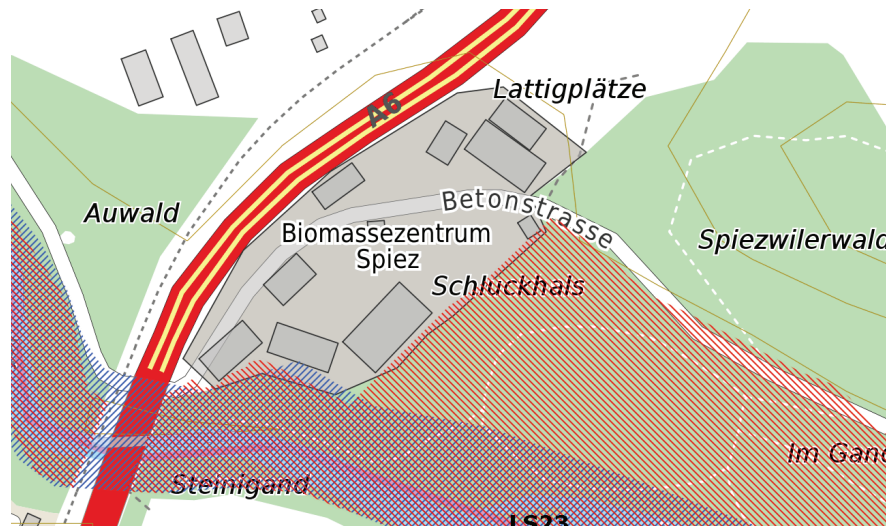 Lattigplätze
A6
Auwald
Betonstrasse
Biomassezentrum
Spiez
Spiezwilerwald
Schluckhals
Im Gand
Steinigand
LS23